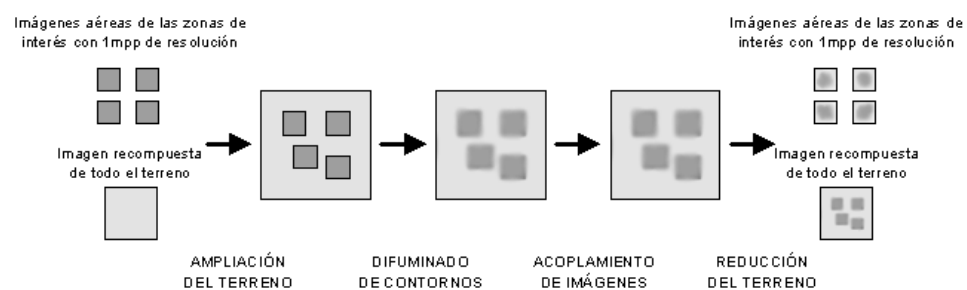 Imágenes aéreas de las zonas de
interés con 1mpp de resolución
Imagen recompuesta
de todo el terreno
AMPLIACIÓN
DEL TERRENO
DIFUMINADO
DE CONTORNOS
ACOPLAMIENTO
DE IMÁGENES
REDUCCIÓN
DEL TERRENO
Imágenes aéreas de las zonas de
interés con 1mpp de resolución
Imagen recompuesta
de todo el terreno